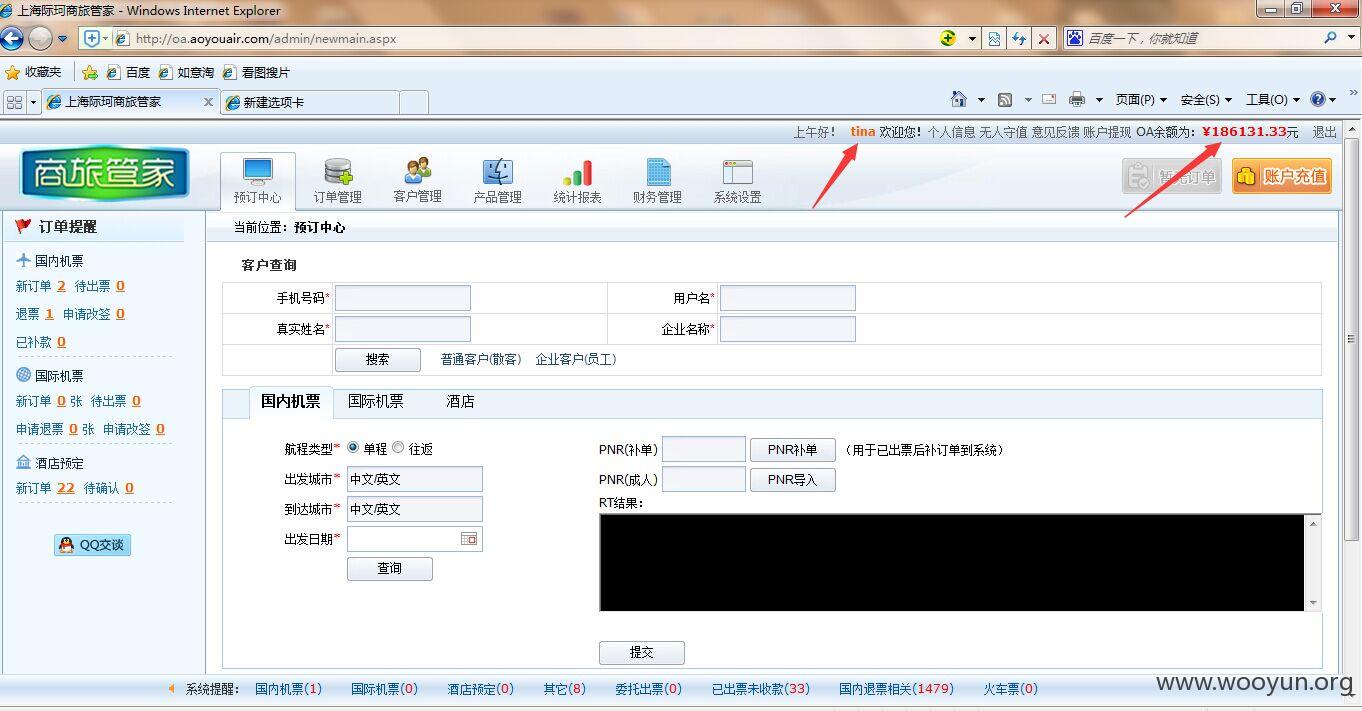 上海际珂商旅管家 - Windows Internet Explorer
http://oa.aoyouair.com/admin/newmain.aspx
百度一下，你就知道
收藏夹 百度 如意淘 看图搜片
上海际珂商旅管家 新建选项卡
页面(P) 安全(S) 工具(O)
上午好！ tina 欢迎您! 个人信息 无人守值 意见反馈 账户提现 OA余额为： ¥186131.33元 退出
商旅管家
预订中心 订单管理 客户管理 产品管理 统计报表 财务管理 系统设置
暂无订单 账户充值
订单提醒
国内机票
新订单 2 待出票 0
退票 1 申请改签 0
已补款 0
国际机票
新订单 0 张 待出票 0
申请退票 0 张 申请改签 0
酒店预定
新订单 22 待确认 0
QQ交谈
当前位置： 预订中心
客户查询
手机号码* 用户名*
真实姓名* 企业名称*
搜索 普通客户(散客) 企业客户(员工)
国内机票 国际机票 酒店
航程类型* 单程 往返
出发城市* 中文/英文
到达城市* 中文/英文
出发日期*
查询
PNR(补单) PNR补单 （用于已出票后补订单到系统）
PNR(成人) PNR导入
RT结果：
提交
系统提醒： 国内机票(1) 国际机票(0) 酒店预定(0) 其它(8) 委托出票(0) 已出票未收款(33) 国内退票相关(1479) 火车票(0)
www.wooyun.org